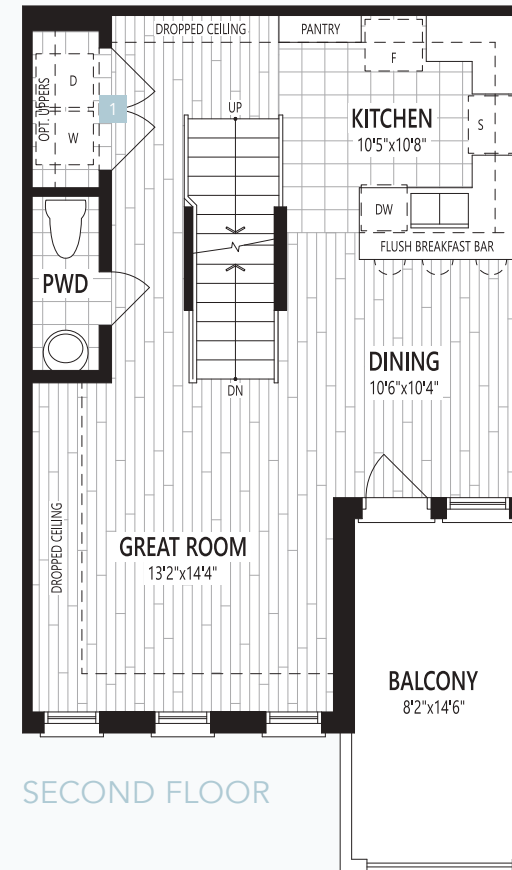 DROPPED CEILING
PANTRY
F
D
OPT. UPPERS
1
W
UP
KITCHEN
10'5"x10'8"
S
DW
FLUSH BREAKFAST BAR
PWD
DINING
10'6"x10'4"
DN
DROPPED CEILING
GREAT ROOM
13'2"x14'4"
BALCONY
8'2"x14'6"
SECOND FLOOR